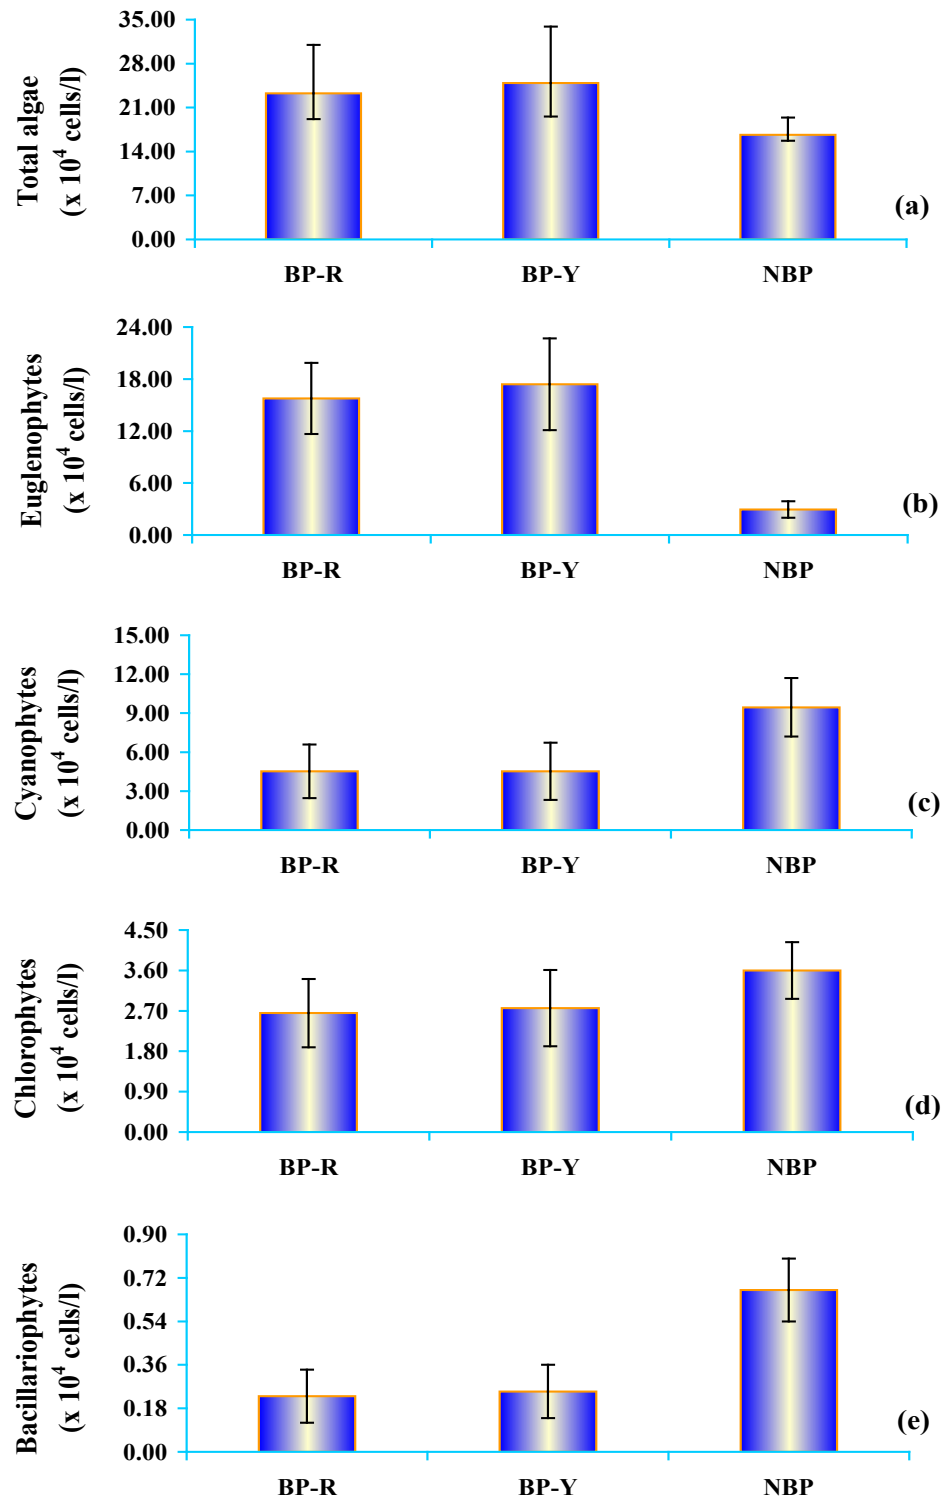 Total algae
(x 10⁴ cells/l)
35.00
28.00
21.00
14.00
7.00
0.00
BP-R
BP-Y
NBP
(a)
Euglenophytes
(x 10⁴ cells/l)
24.00
18.00
12.00
6.00
0.00
BP-R
BP-Y
NBP
(b)
Cyanophytes
(x 10⁴ cells/l)
15.00
12.00
9.00
6.00
3.00
0.00
BP-R
BP-Y
NBP
(c)
Chlorophytes
(x 10⁴ cells/l)
4.50
3.60
2.70
1.80
0.90
0.00
BP-R
BP-Y
NBP
(d)
Bacillariophytes
(x 10⁴ cells/l)
0.90
0.72
0.54
0.36
0.18
0.00
BP-R
BP-Y
NBP
(e)